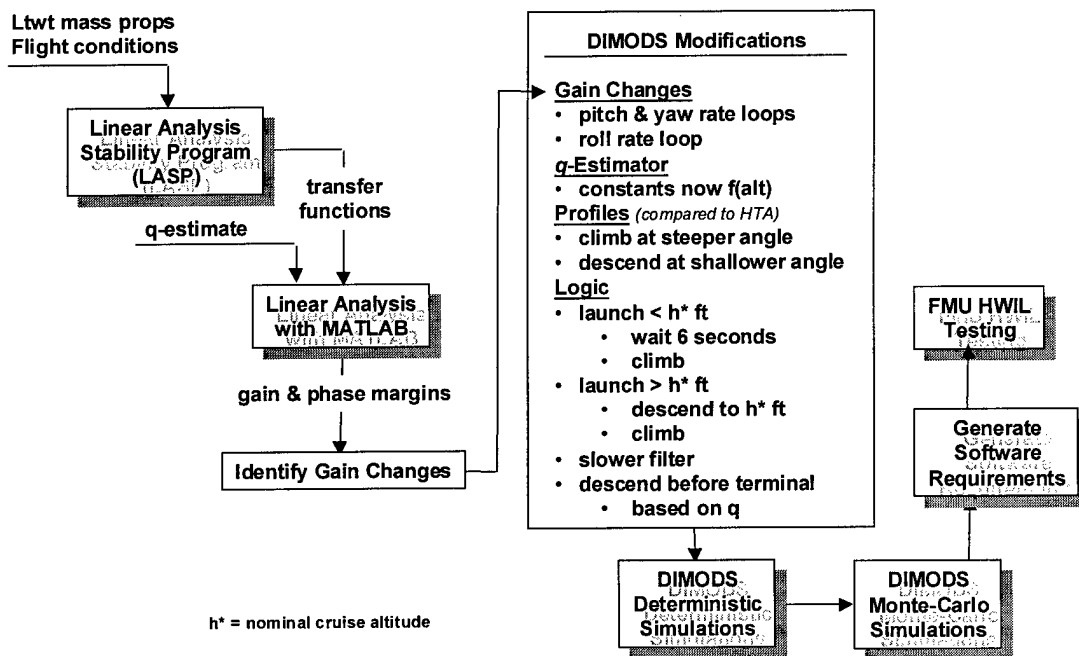 Ltwt mass props
Flight conditions
Linear Analysis
Stability Program
(LASP)
transfer
functions
q-estimate
Linear Analysis
with MATLAB
gain & phase margins
Identify Gain Changes
h* = nominal cruise altitude
DIMODS Modifications
Gain Changes
• pitch & yaw rate loops
• roll rate loop
q-Estimator
• constants now f(alt)
Profiles (compared to HTA)
• climb at steeper angle
• descend at shallower angle
Logic
• launch < h* ft
• wait 6 seconds
• climb
• launch > h* ft
• descend to h* ft
• climb
• slower filter
• descend before terminal
• based on q
DIMODS
Deterministic
Simulations
DIMODS
Monte-Carlo
Simulations
Generate
Software
Requirements
FMU HWIL
Testing